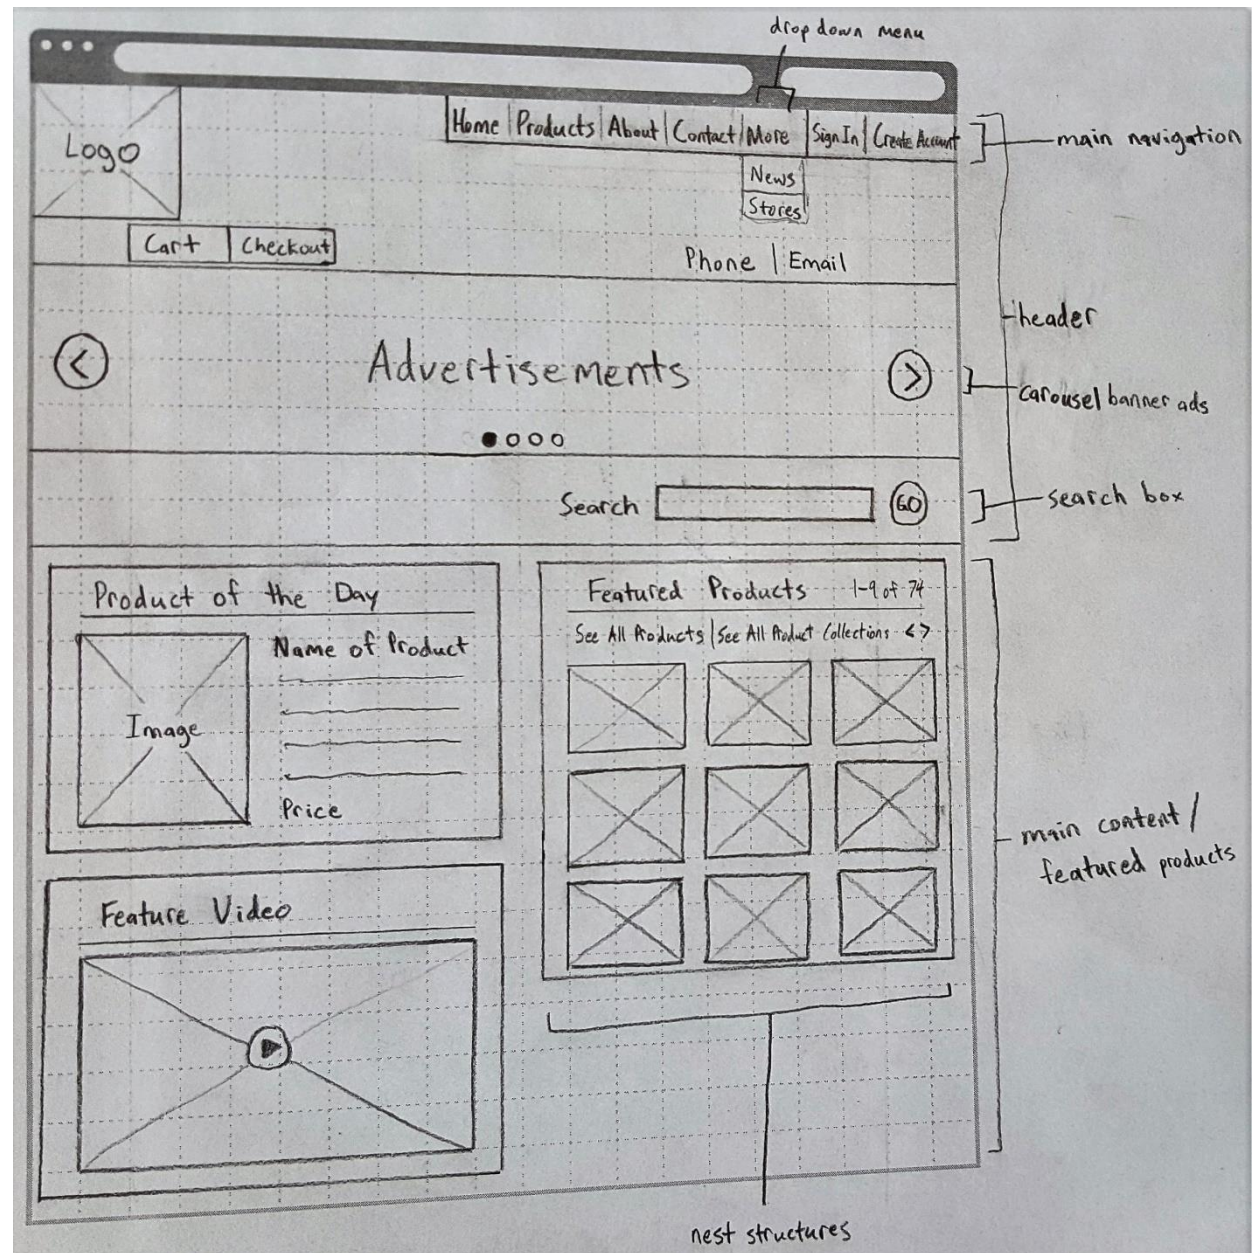 drop down menu
Home | Products | About | Contact | More | Sign In | Create Account
main navigation
Logo
News
Stores
Cart | Checkout
Phone | Email
header
Advertisements
carousel banner ads
Search GO
search box
Product of the Day
Name of Product
Image
Price
Featured Products 1-9 of 74
See All Products | See All Product Collections < >
main content/
featured products
Feature Video
nest structures